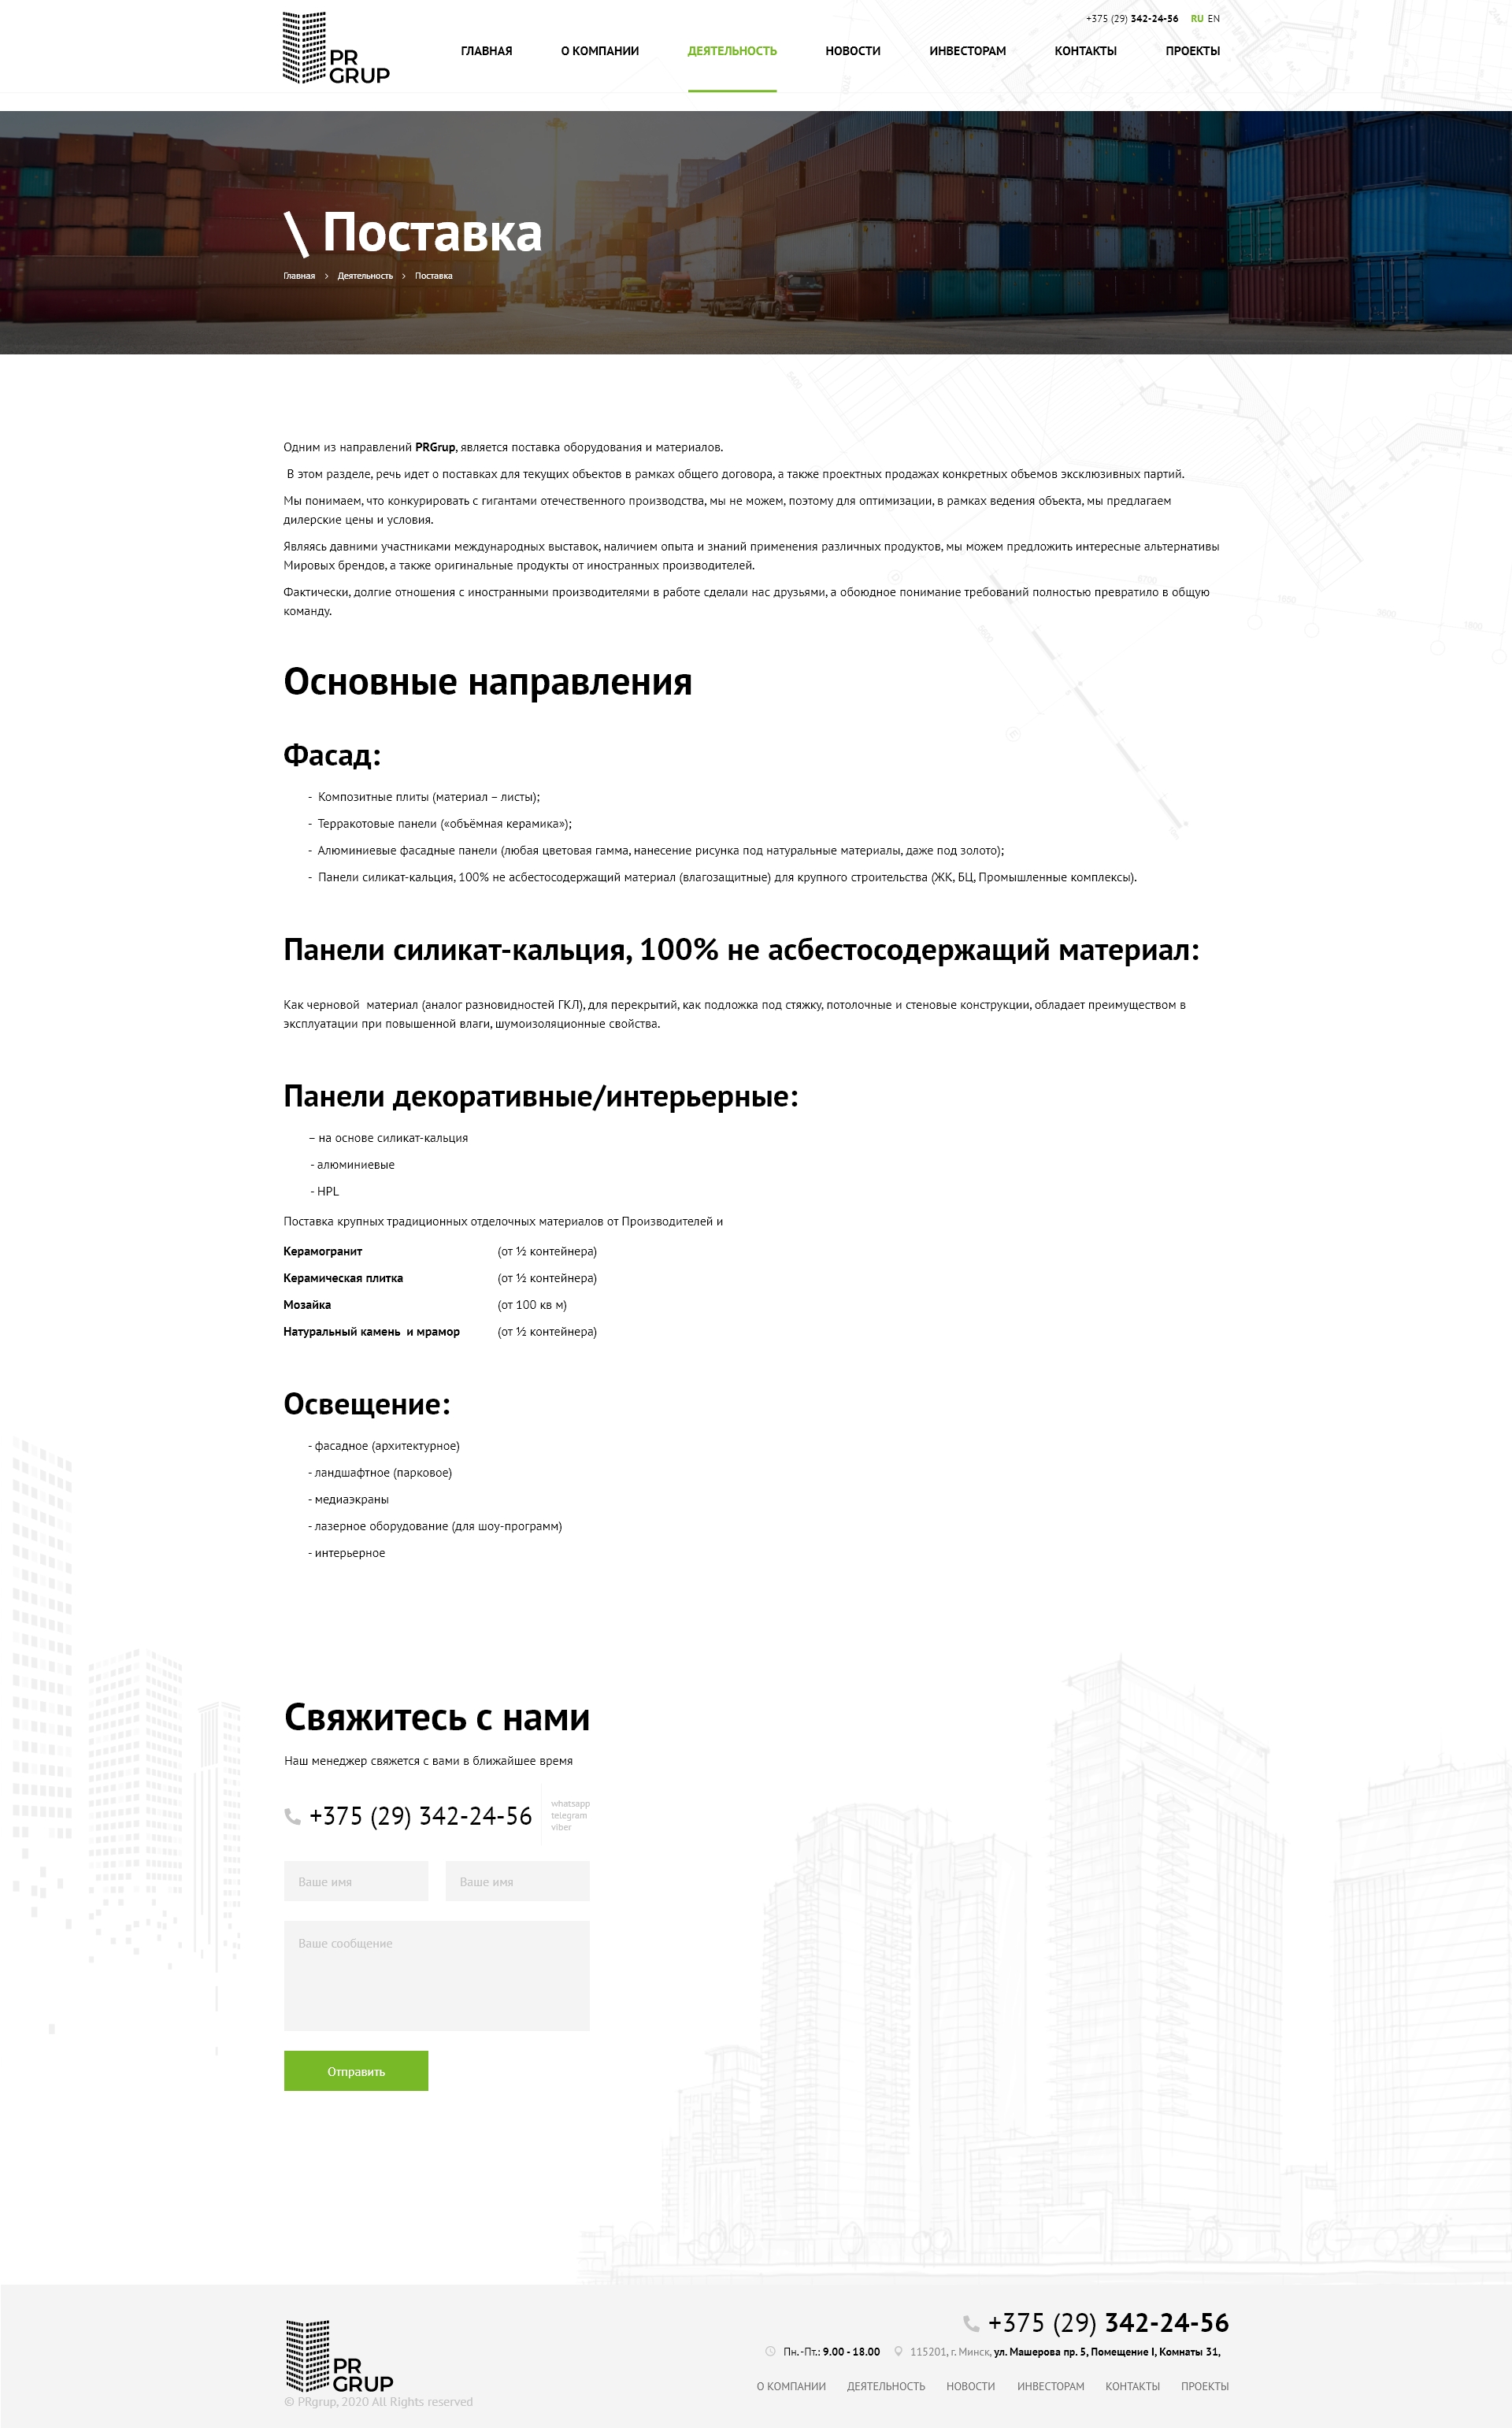 PR
GRUP
+375 (29) 342-24-56 RU EN
ГЛАВНАЯ О КОМПАНИИ ДЕЯТЕЛЬНОСТЬ НОВОСТИ ИНВЕСТОРАМ КОНТАКТЫ ПРОЕКТЫ
\ Поставка
Главная > Деятельность > Поставка
Одним из направлений PRGrup, является поставка оборудования и материалов.
В этом разделе, речь идет о поставках для текущих объектов в рамках общего договора, а также проектных продажах конкретных объемов эксклюзивных партий.
Мы понимаем, что конкурировать с гигантами отечественного производства, мы не можем, поэтому для оптимизации, в рамках ведения объекта, мы предлагаем
дилерские цены и условия.
Являясь давними участниками международных выставок, наличием опыта и знаний применения различных продуктов, мы можем предложить интересные альтернативы
Мировых брендов, а также оригинальные продукты от иностранных производителей.
Фактически, долгие отношения с иностранными производителями в работе сделали нас друзьями, а обоюдное понимание требований полностью превратило в общую
команду.
Основные направления
Фасад:
- Композитные плиты (материал – листы);
- Терракотовые панели («объёмная керамика»);
- Алюминиевые фасадные панели (любая цветовая гамма, нанесение рисунка под натуральные материалы, даже под золото);
- Панели силикат-кальция, 100% не асбестосодержащий материал (влагозащитные) для крупного строительства (ЖК, БЦ, Промышленные комплексы).
Панели силикат-кальция, 100% не асбестосодержащий материал:
Как черновой материал (аналог разновидностей ГКЛ), для перекрытий, как подложка под стяжку, потолочные и стеновые конструкции, обладает преимуществом в
эксплуатации при повышенной влаги, шумоизоляционные свойства.
Панели декоративные/интерьерные:
– на основе силикат-кальция
- алюминиевые
- HPL
Поставка крупных традиционных отделочных материалов от Производителей и
Керамогранит (от ½ контейнера)
Керамическая плитка (от ½ контейнера)
Мозайка (от 100 кв м)
Натуральный камень и мрамор (от ½ контейнера)
Освещение:
- фасадное (архитектурное)
- ландшафтное (парковое)
- медиаэкраны
- лазерное оборудование (для шоу-программ)
- интерьерное
Свяжитесь с нами
Наш менеджер свяжется с вами в ближайшее время
+375 (29) 342-24-56
whatsapp
telegram
viber
Ваше имя Ваше имя
Ваше сообщение
Отправить
PR
GRUP
© PRgrup, 2020 All Rights reserved
+375 (29) 342-24-56
Пн.-Пт.: 9.00 - 18.00 115201, г. Минск, ул. Машерова пр. 5, Помещение I, Комнаты 31,
О КОМПАНИИ ДЕЯТЕЛЬНОСТЬ НОВОСТИ ИНВЕСТОРАМ КОНТАКТЫ ПРОЕКТЫ